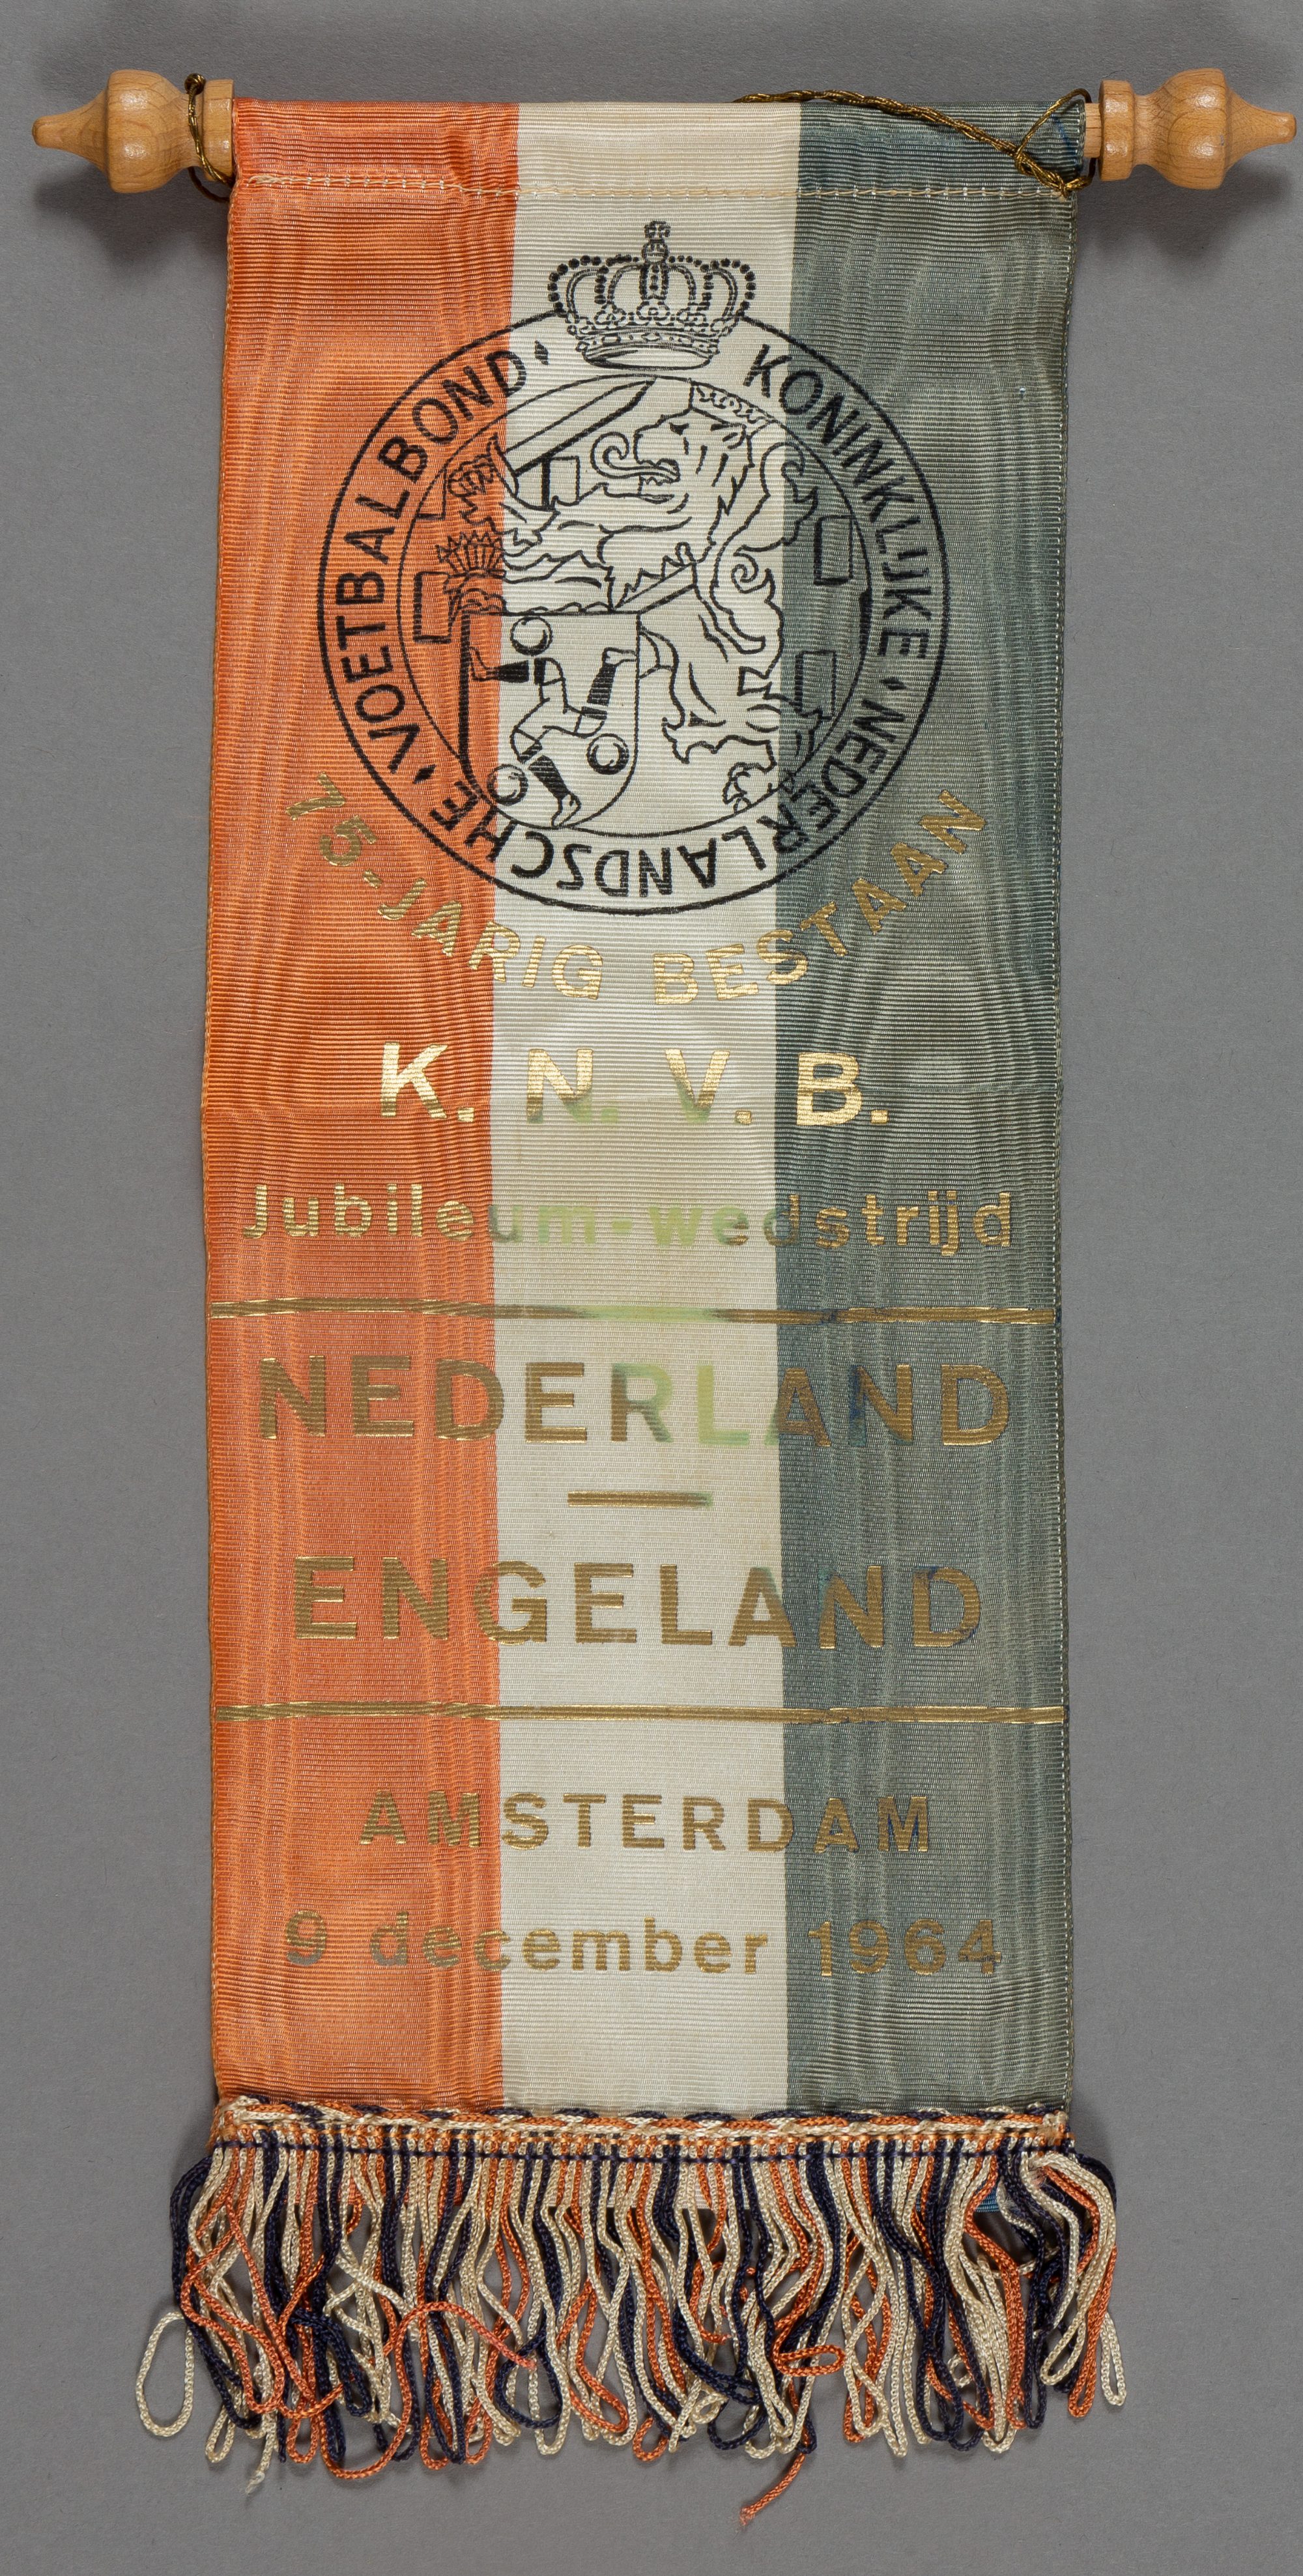 KONINKLIJKE • NEDERLANDSCHE • VOETBALBOND •
75-JARIG BESTAAN
K. N. V. B.
Jubileum-wedstrijd
NEDERLAND
—
ENGELAND
AMSTERDAM
9 december 1964